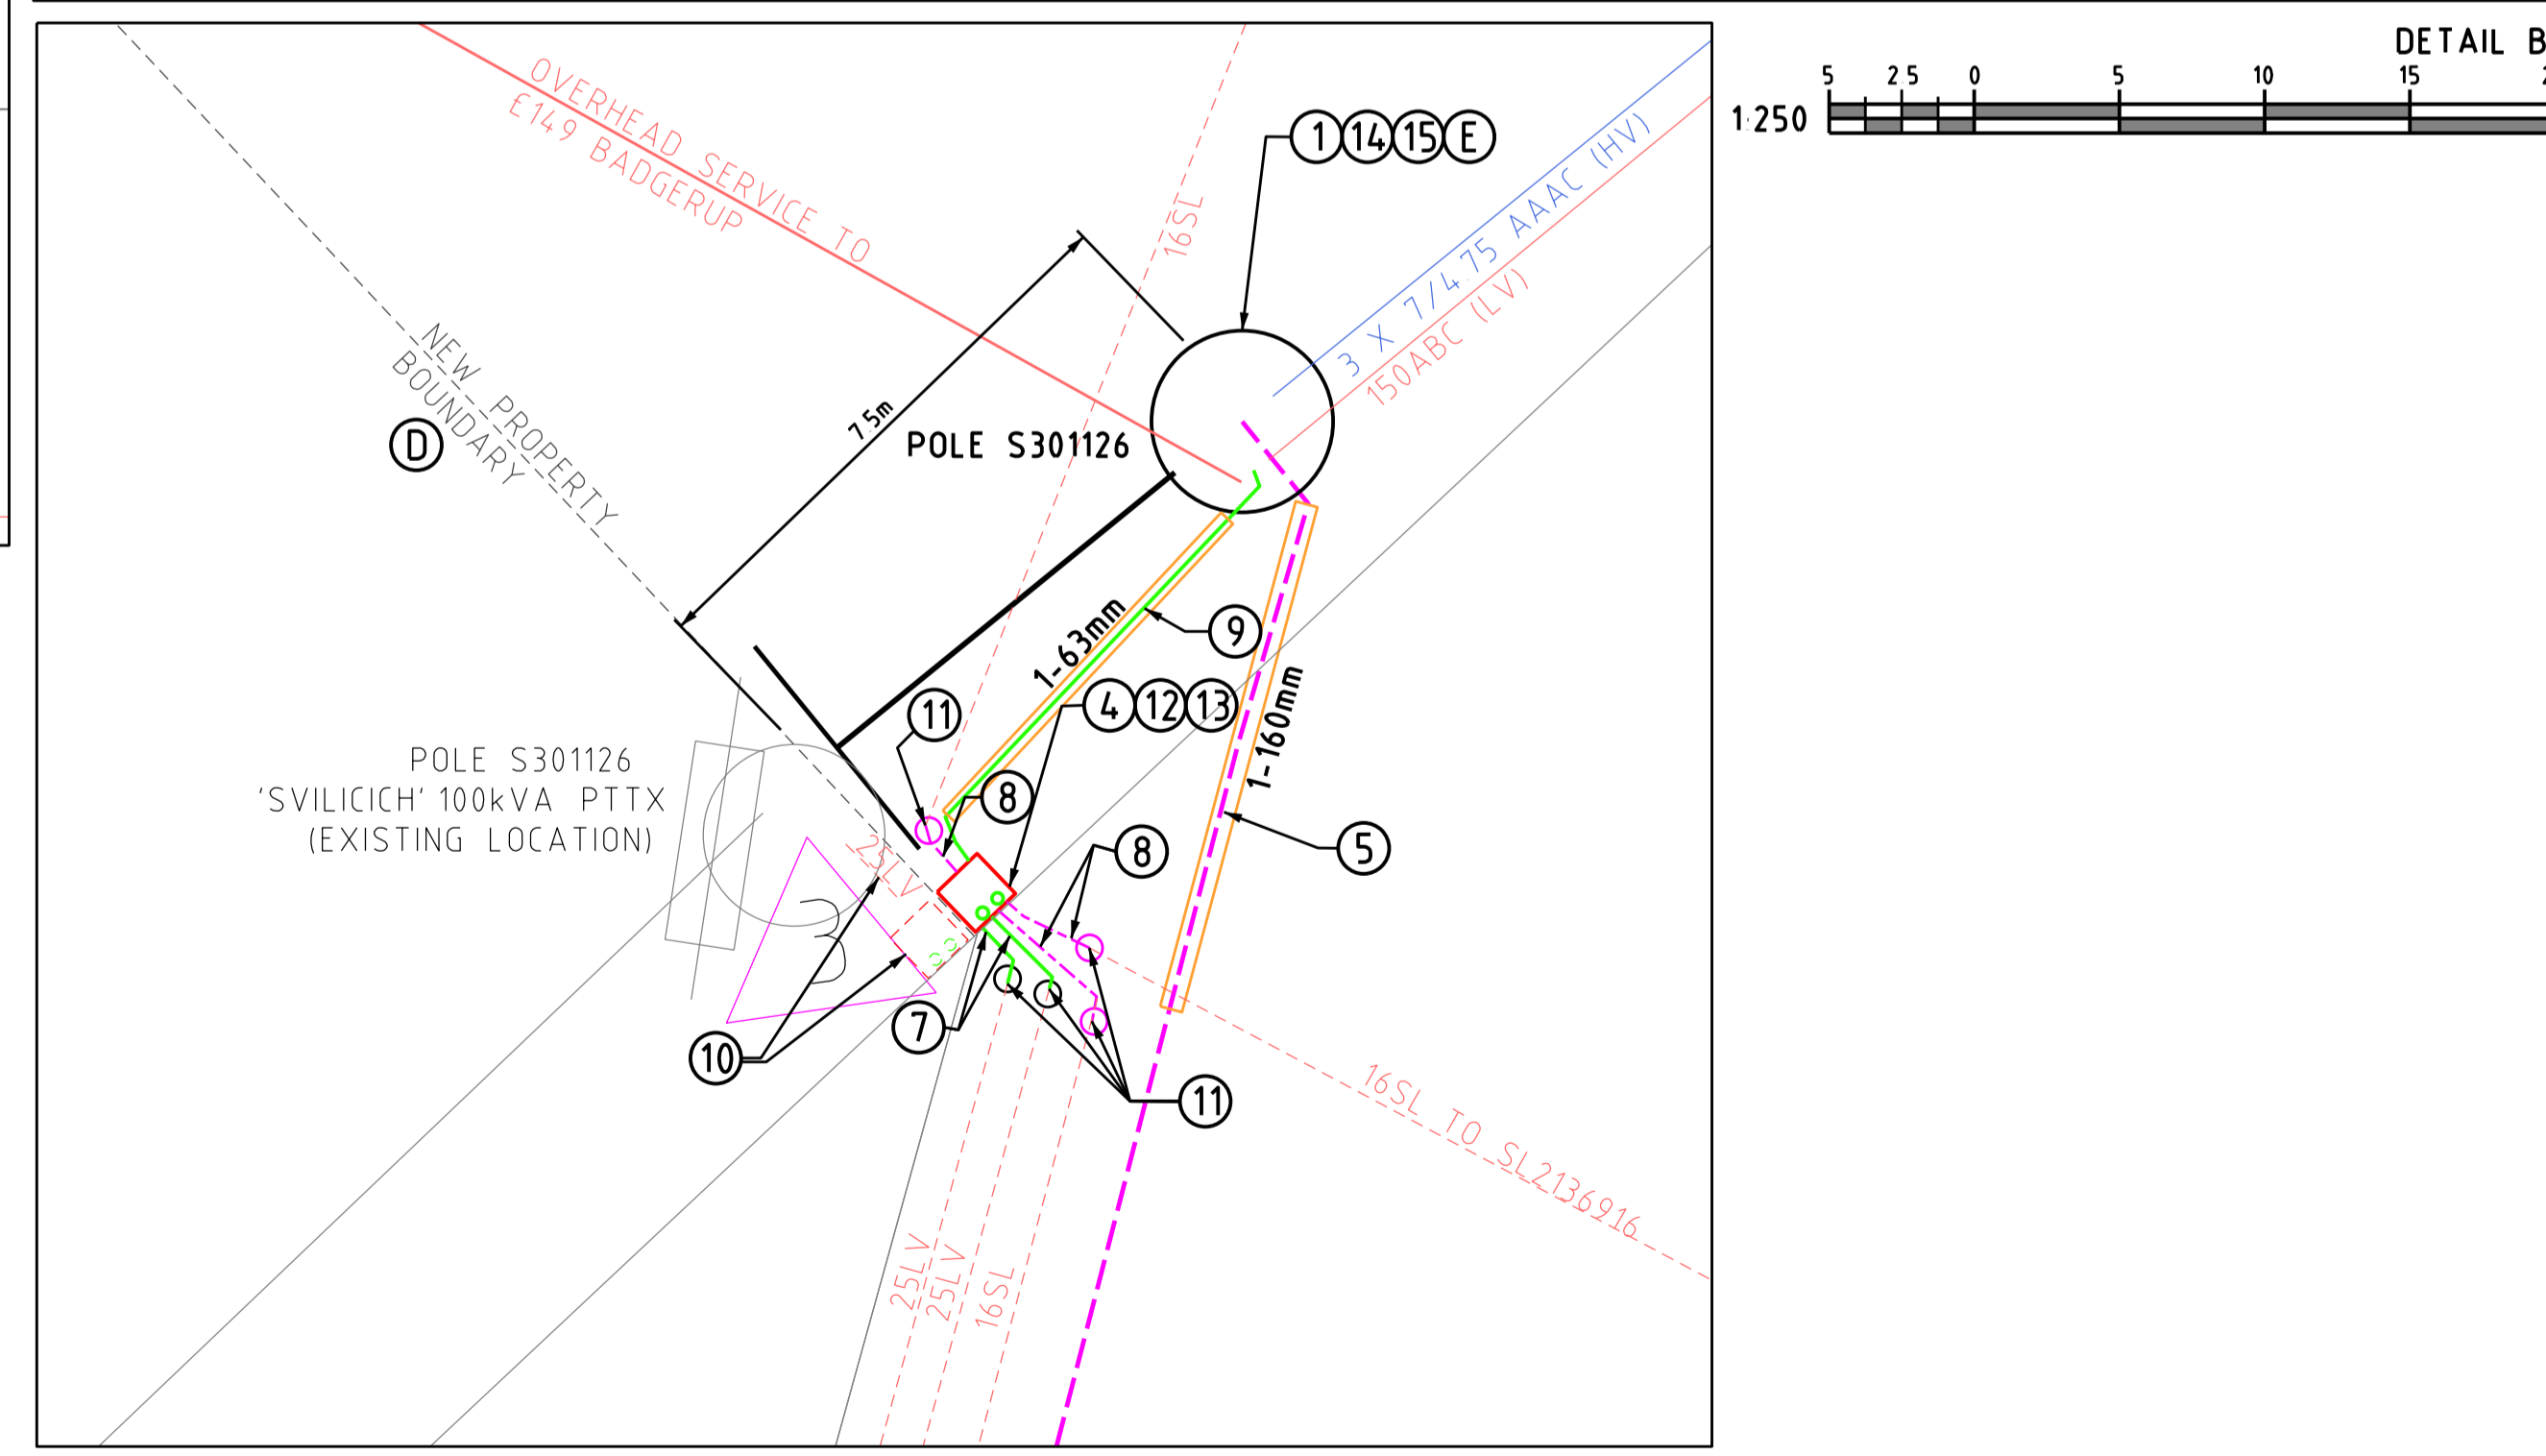 DETAIL B
5 2.5 0 5 10 15
1:250
OVERHEAD SERVICE TO
£149 BADGERUP
16SL
1 14 15 E
3 X 7/4.75 AAAC (HV)
150ABC (LV)
NEW PROPERTY
BOUNDARY
D
7.5m
POLE S301126
1-63mm
9
11
4 12 13
1-160mm
POLE S301126
'SVILICICH' 100kVA PTTX
(EXISTING LOCATION)
8
8
5
25LV
3
7
10
11
16SL TO SL2136916
25LV
25LV
16SL